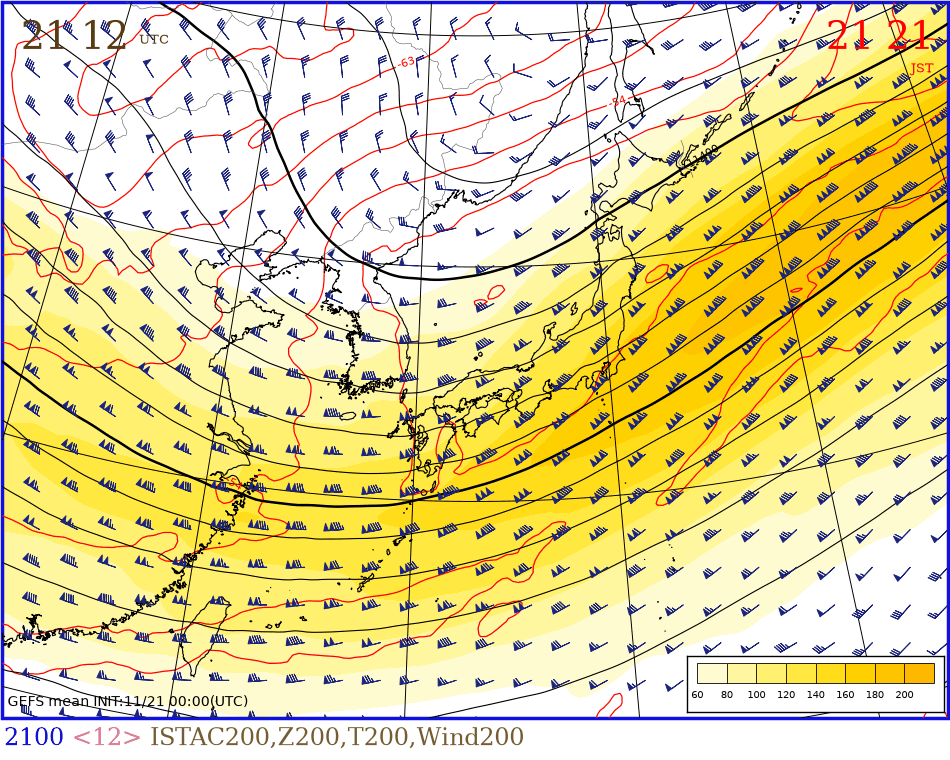 21 12 UTC
21 21
JST
-63
-54
11400
60 80 100 120 140 160 180 200
GEFS mean INIT:11/21 00:00(UTC)
2100 <12> ISTAC200,Z200,T200,Wind200